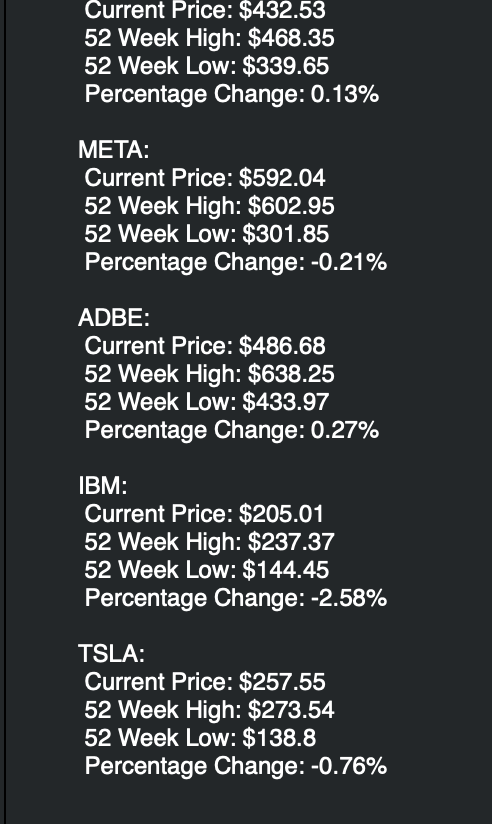 Current Price: $432.53
52 Week High: $468.35
52 Week Low: $339.65
Percentage Change: 0.13%
META:
Current Price: $592.04
52 Week High: $602.95
52 Week Low: $301.85
Percentage Change: -0.21%
ADBE:
Current Price: $486.68
52 Week High: $638.25
52 Week Low: $433.97
Percentage Change: 0.27%
IBM:
Current Price: $205.01
52 Week High: $237.37
52 Week Low: $144.45
Percentage Change: -2.58%
TSLA:
Current Price: $257.55
52 Week High: $273.54
52 Week Low: $138.8
Percentage Change: -0.76%